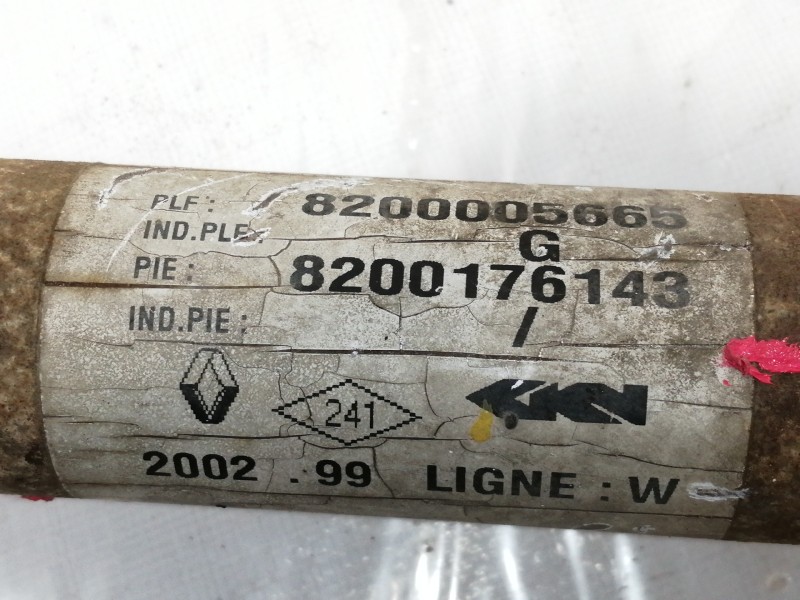 PLF: 8200005665
IND.PLF: G
PIE: 8200176143
IND.PIE: /
241
GKN
2002 .99 LIGNE : W